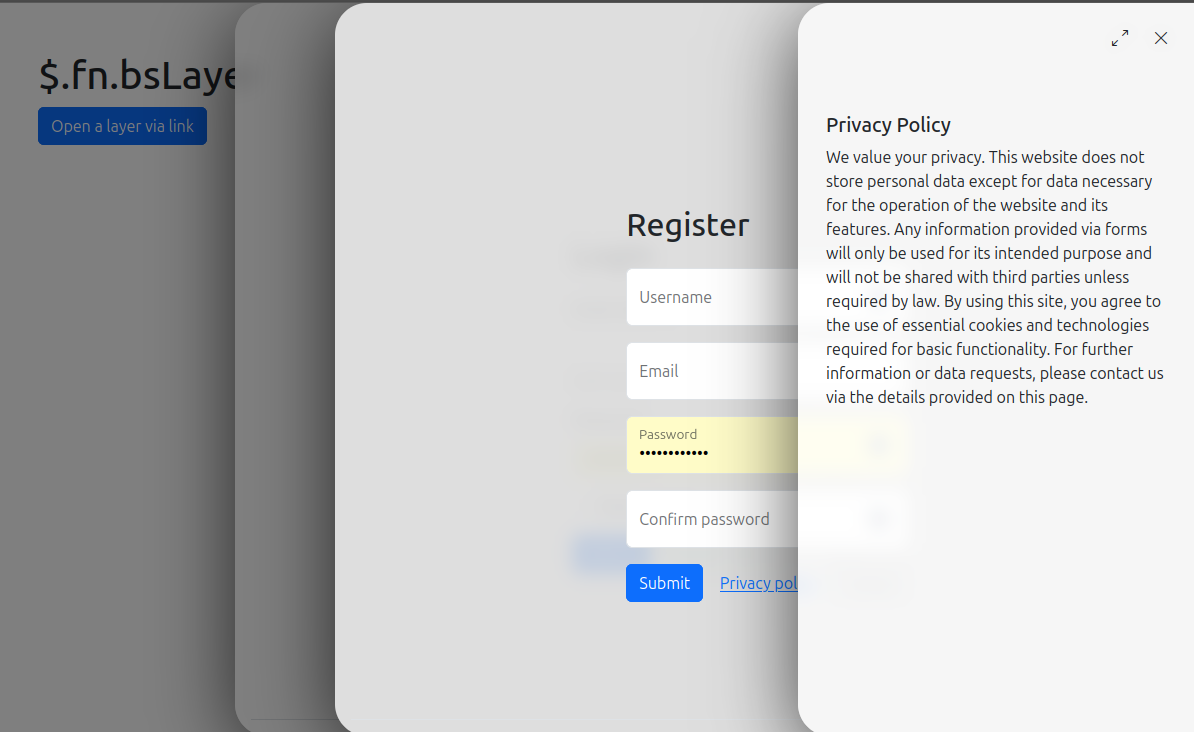 $.fn.bsLaye
Open a layer via link
Register
Username
Email
Password
••••••••••••
Confirm password
Submit
Privacy pol
Privacy Policy
We value your privacy. This website does not
store personal data except for data necessary
for the operation of the website and its
features. Any information provided via forms
will only be used for its intended purpose and
will not be shared with third parties unless
required by law. By using this site, you agree to
the use of essential cookies and technologies
required for basic functionality. For further
information or data requests, please contact us
via the details provided on this page.